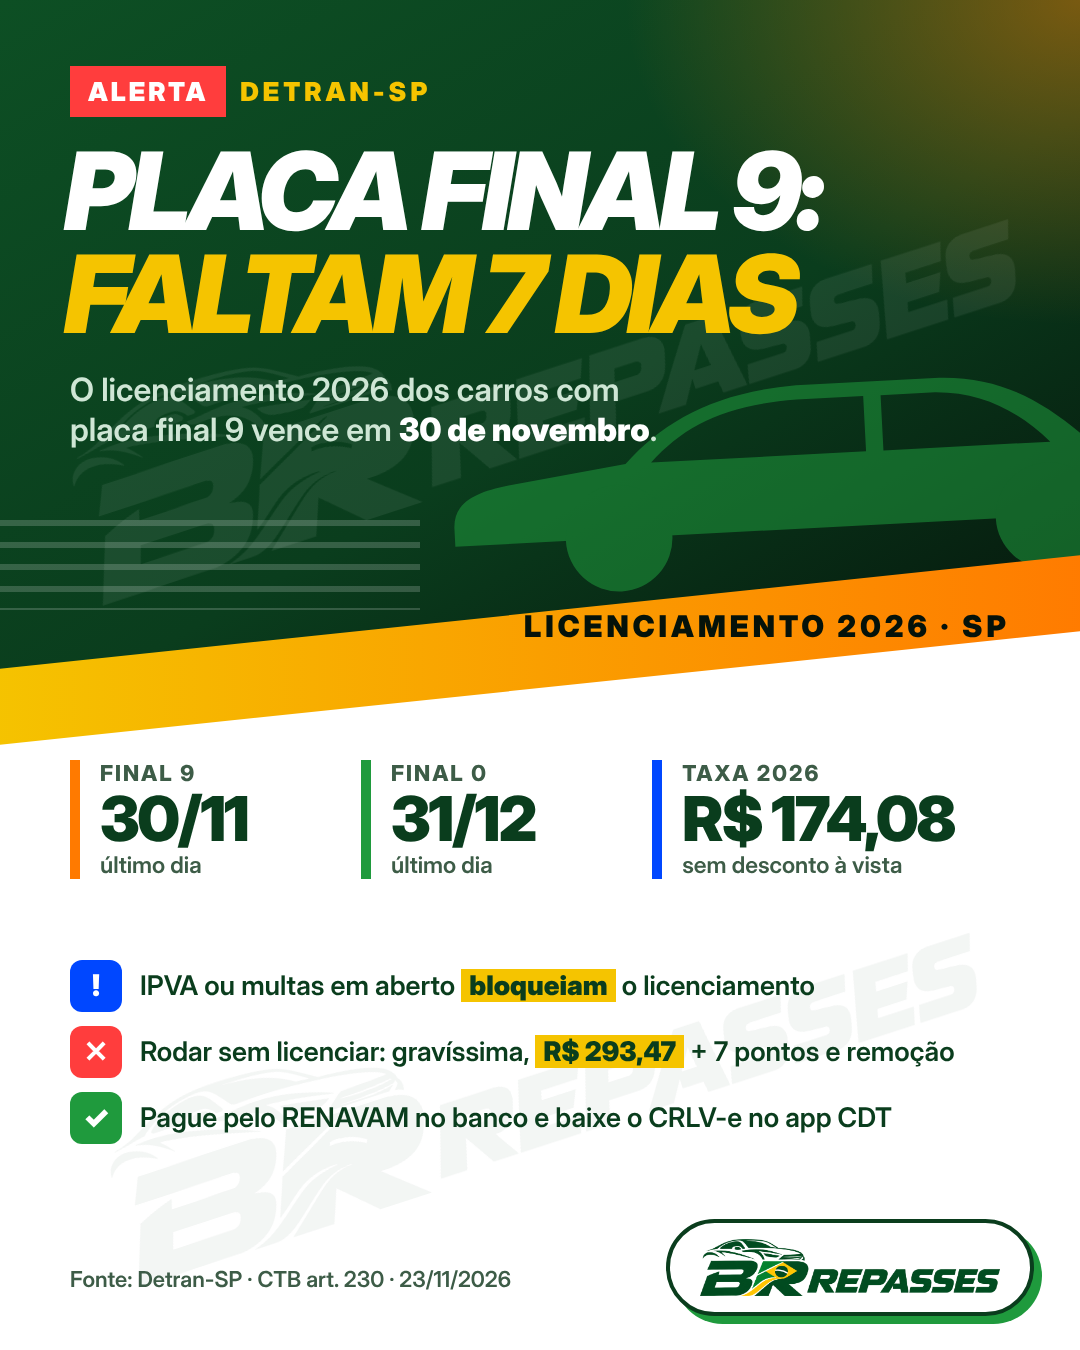 ALERTA DETRAN-SP
PLACA FINAL 9:
FALTAM 7 DIAS
O licenciamento 2026 dos carros com
placa final 9 vence em 30 de novembro.
BR REPASSES
LICENCIAMENTO 2026 · SP
FINAL 9
30/11
último dia
FINAL 0
31/12
último dia
TAXA 2026
R$ 174,08
sem desconto à vista
! IPVA ou multas em aberto bloqueiam o licenciamento
Rodar sem licenciar: gravíssima, R$ 293,47 + 7 pontos e remoção
Pague pelo RENAVAM no banco e baixe o CRLV-e no app CDT
BR REPASSES
Fonte: Detran-SP · CTB art. 230 · 23/11/2026
BR REPASSES